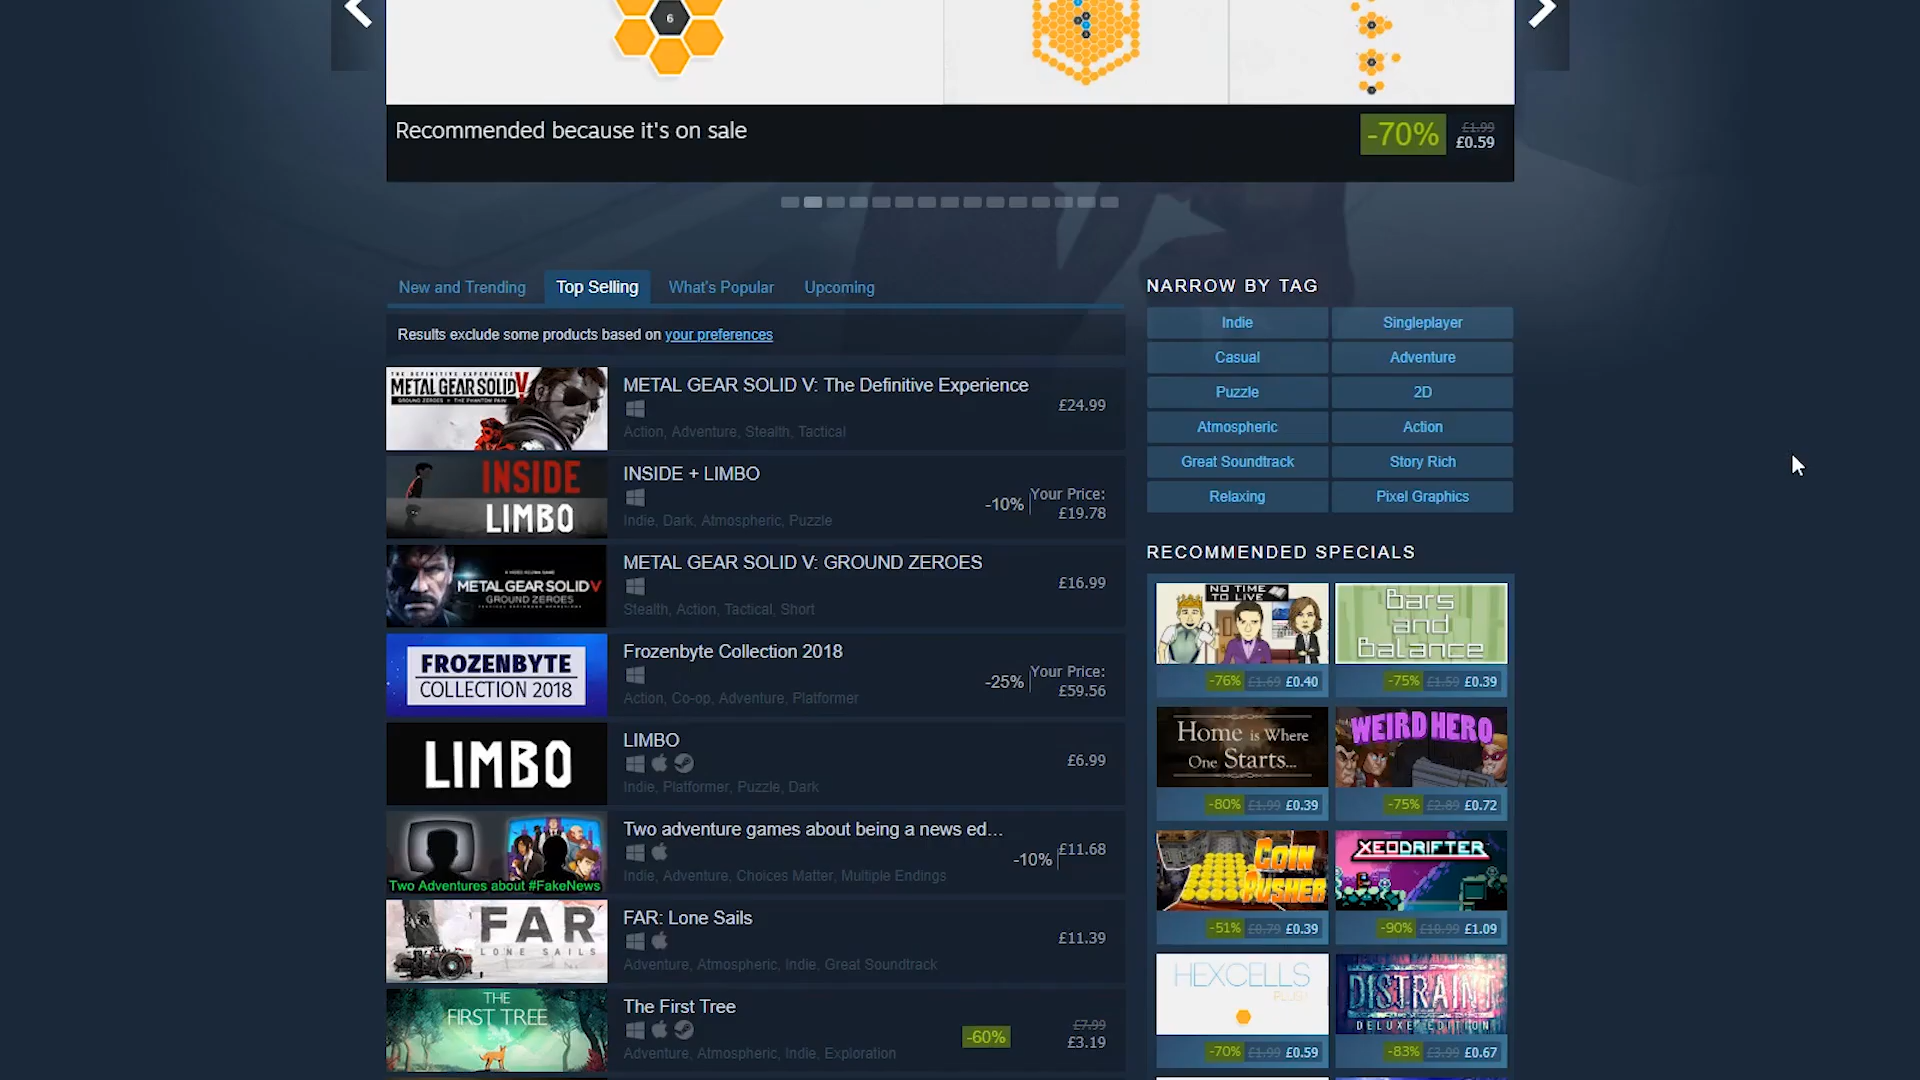 6
Recommended because it's on sale
-70%
£1.99
£0.59
New and Trending
Top Selling
What's Popular
Upcoming
Results exclude some products based on your preferences
THE DEFINITIVE EXPERIENCE
METAL GEAR SOLID V
GROUND ZEROES + THE PHANTOM PAIN
METAL GEAR SOLID V: The Definitive Experience
Action, Adventure, Stealth, Tactical
£24.99
INSIDE
LIMBO
INSIDE + LIMBO
Indie, Dark, Atmospheric, Puzzle
-10%
Your Price:
£19.78
METAL GEAR SOLID V
GROUND ZEROES
METAL GEAR SOLID V: GROUND ZEROES
Stealth, Action, Tactical, Short
£16.99
FROZENBYTE
COLLECTION 2018
Frozenbyte Collection 2018
Action, Co-op, Adventure, Platformer
-25%
Your Price:
£59.56
LIMBO
LIMBO
Indie, Platformer, Puzzle, Dark
£6.99
Two Adventures about #FakeNews
Two adventure games about being a news ed...
Indie, Adventure, Choices Matter, Multiple Endings
-10%
£11.68
FAR
LONE SAILS
FAR: Lone Sails
Adventure, Atmospheric, Indie, Great Soundtrack
£11.39
THE
FIRST TREE
The First Tree
Adventure, Atmospheric, Indie, Exploration
-60%
£7.99
£3.19
NARROW BY TAG
Indie
Singleplayer
Casual
Adventure
Puzzle
2D
Atmospheric
Action
Great Soundtrack
Story Rich
Relaxing
Pixel Graphics
RECOMMENDED SPECIALS
NO TIME
TO LIVE
-76% £1.69 £0.40
Bars
and
Balance
-75% £1.59 £0.39
Home is Where
One Starts...
-80% £1.99 £0.39
WEIRD HERO
-75% £2.89 £0.72
COIN
PUSHER
-51% £0.79 £0.39
XEODRIFTER
-90% £10.99 £1.09
HEXCELLS
PLUS
-70% £1.99 £0.59
DISTRAINT
DELUXE EDITION
-83% £3.99 £0.67